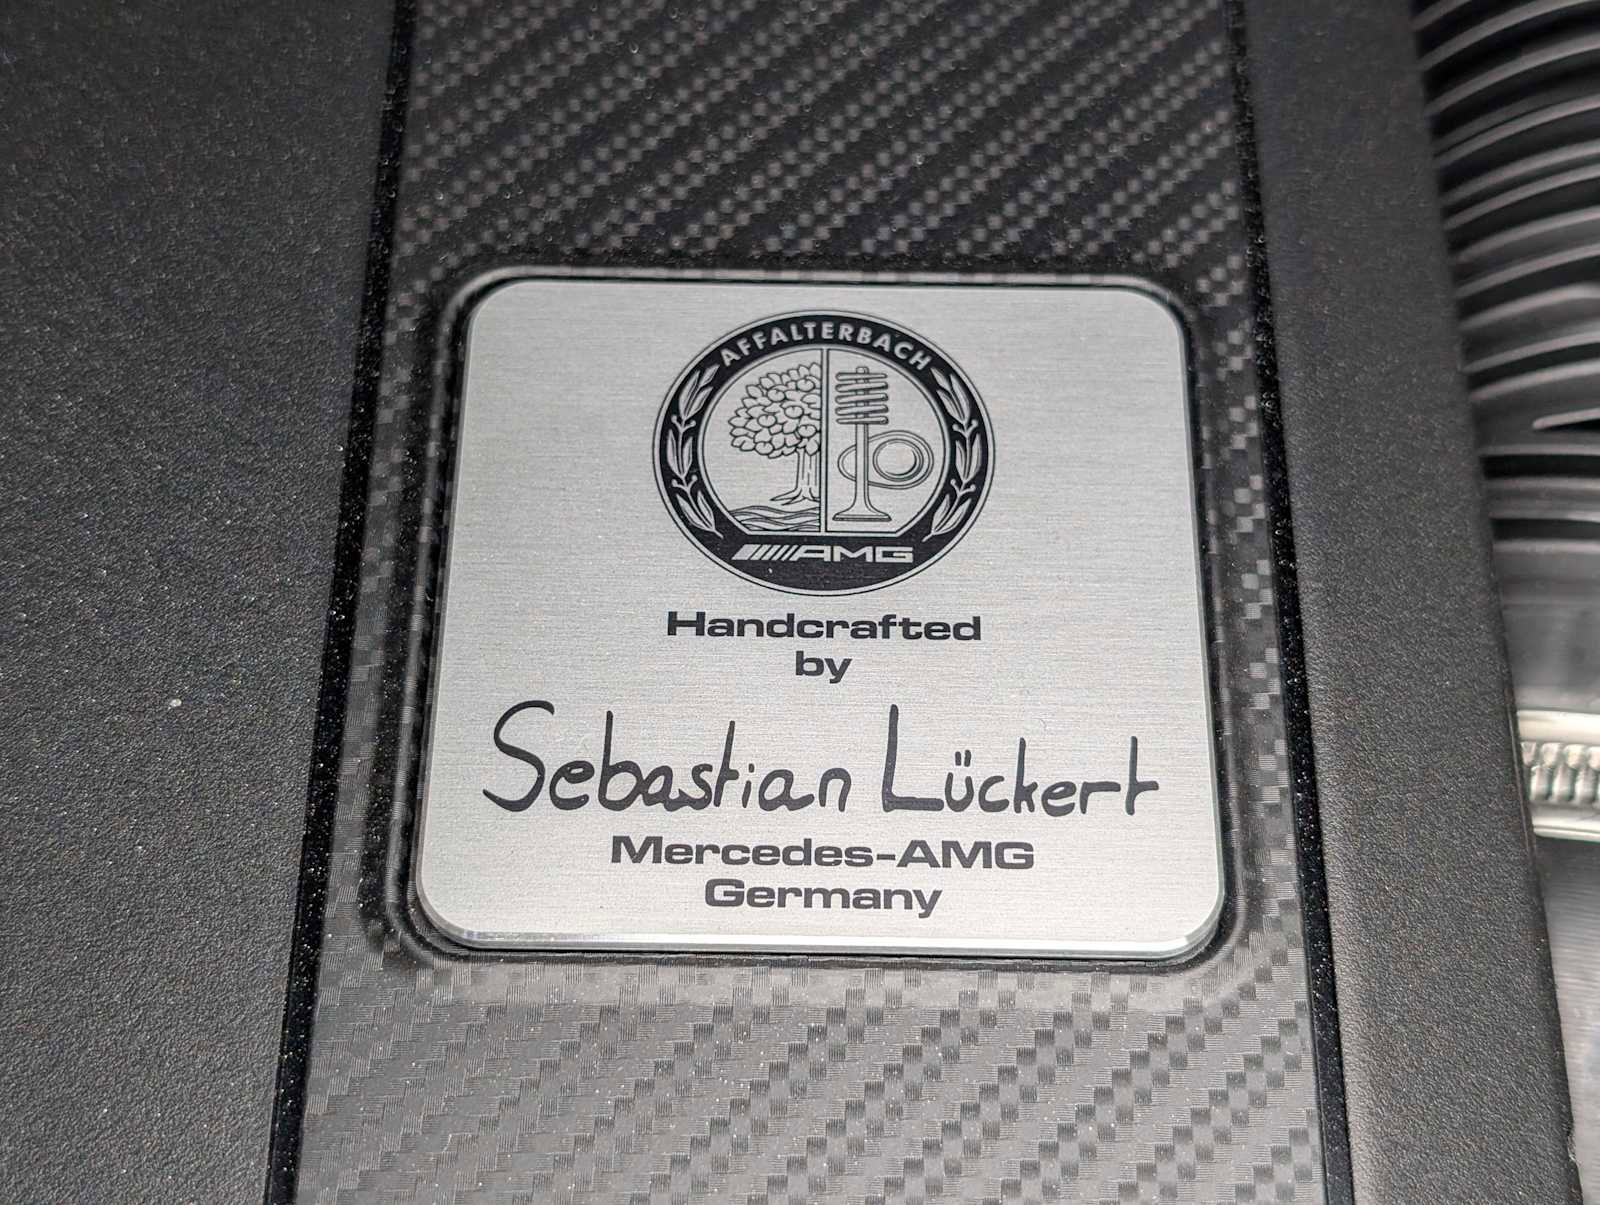 AFFALTERBACH
AMG
Handcrafted
by
Sebastian Lückert
Mercedes-AMG
Germany